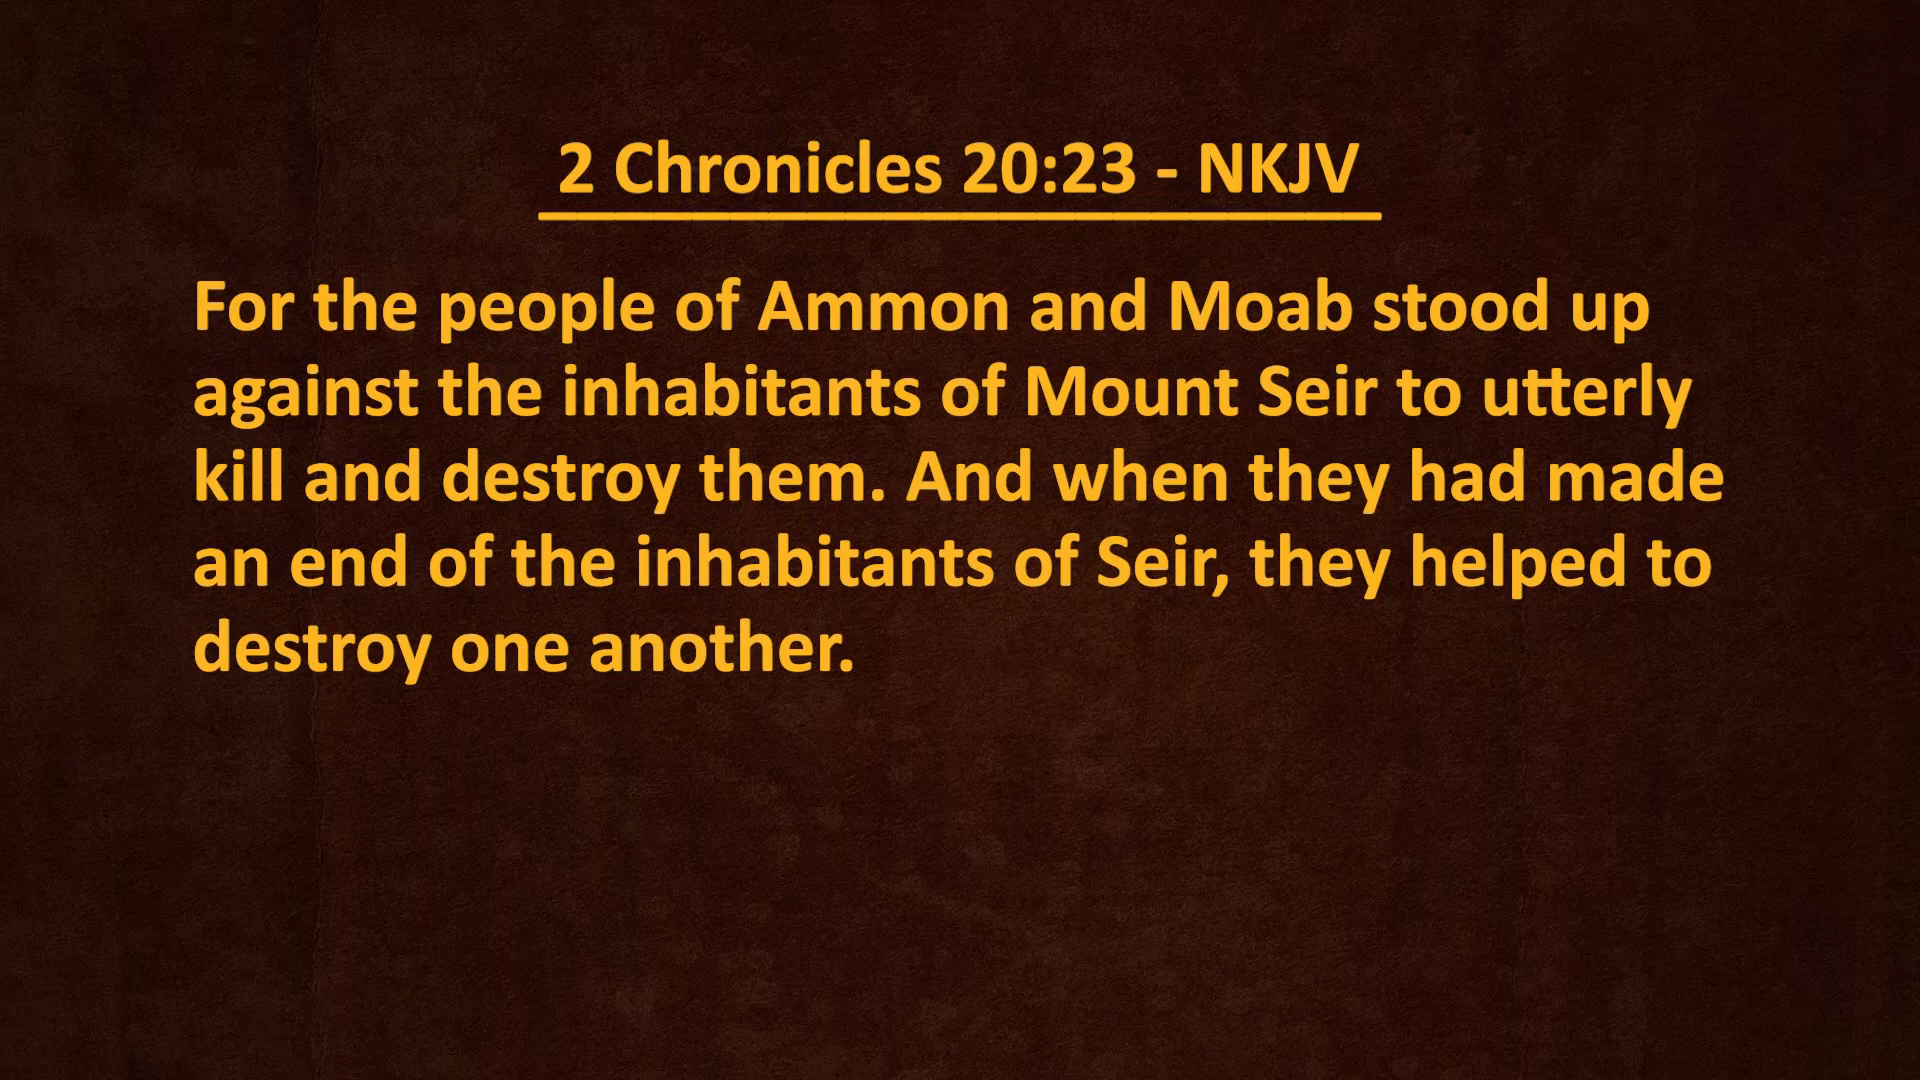 2 Chronicles 20:23 - NKJV
For the people of Ammon and Moab stood up
against the inhabitants of Mount Seir to utterly
kill and destroy them. And when they had made
an end of the inhabitants of Seir, they helped to
destroy one another.